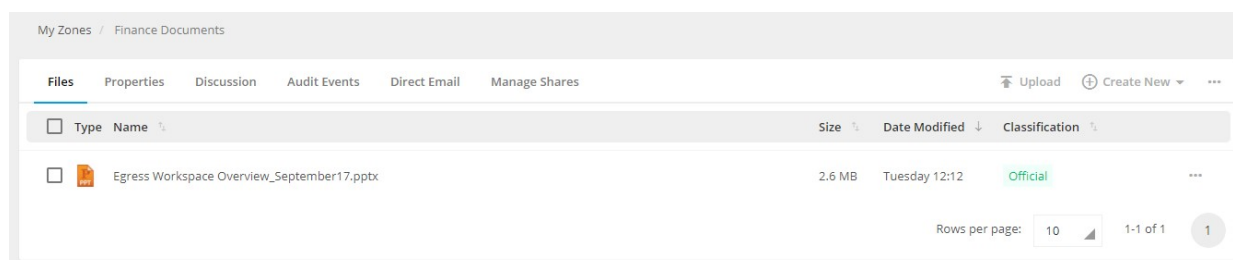 My Zones / Finance Documents
Files Properties Discussion Audit Events Direct Email Manage Shares Upload Create New
Type Name Size Date Modified Classification
PPT Egress Workspace Overview_September17.pptx 2.6 MB Tuesday 12:12 Official
Rows per page: 10 1-1 of 1 1